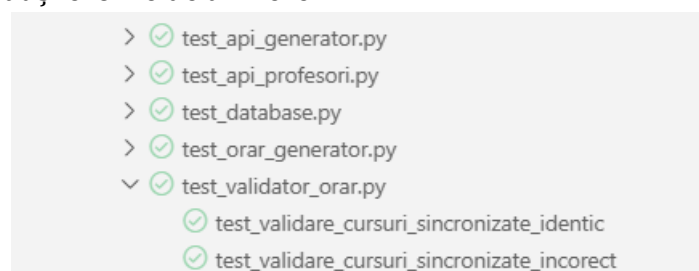 test_api_generator.py
test_api_profesori.py
test_database.py
test_orar_generator.py
test_validator_orar.py
test_validare_cursuri_sincronizate_identic
test_validare_cursuri_sincronizate_incorect